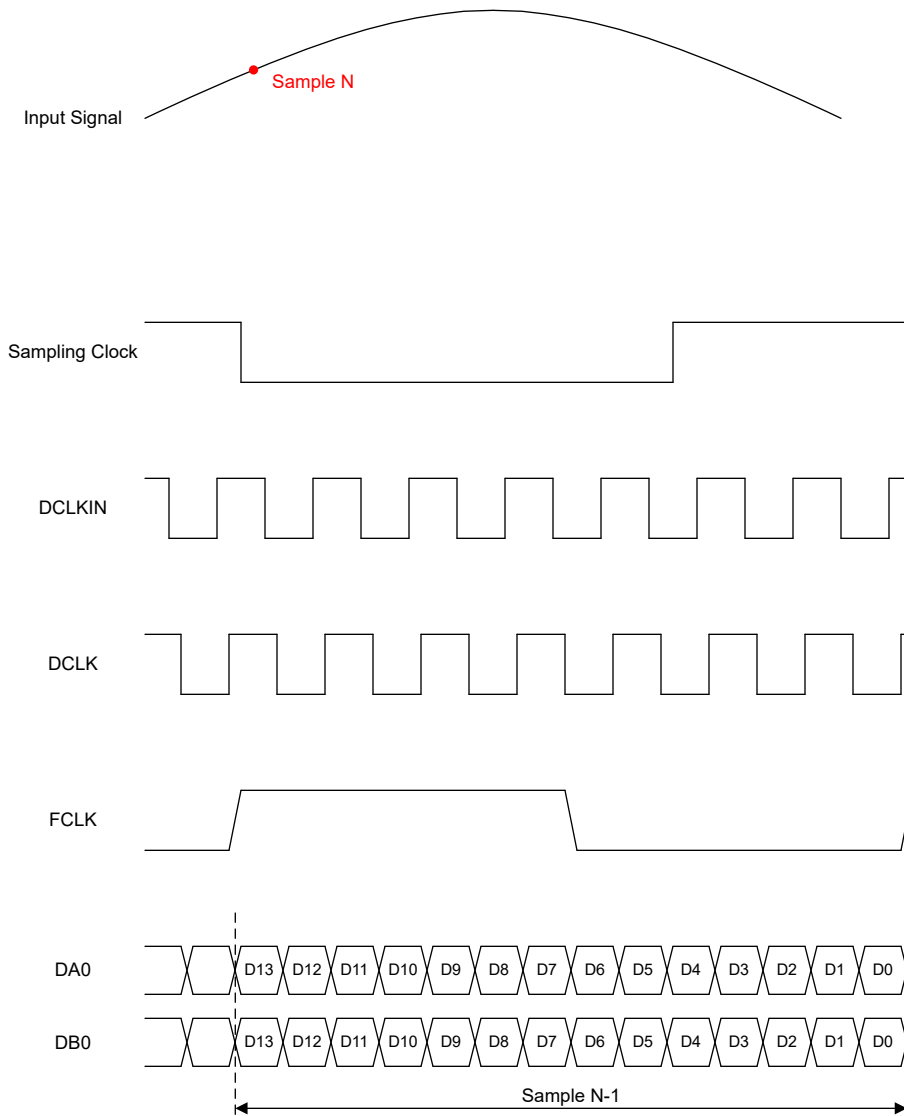 Sample N
Input Signal
Sampling Clock
DCLKIN
DCLK
FCLK
DA0 D13 D12 D11 D10 D9 D8 D7 D6 D5 D4 D3 D2 D1 D0
DB0 D13 D12 D11 D10 D9 D8 D7 D6 D5 D4 D3 D2 D1 D0
Sample N-1